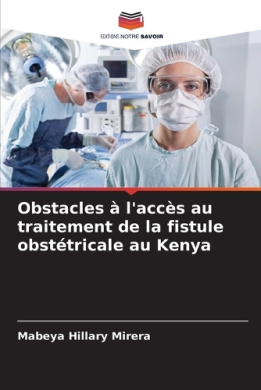 EDITIONS NOTRE SAVOIR
Obstacles à l'accès au
traitement de la fistule
obstétricale au Kenya
Mabeya Hillary Mirera